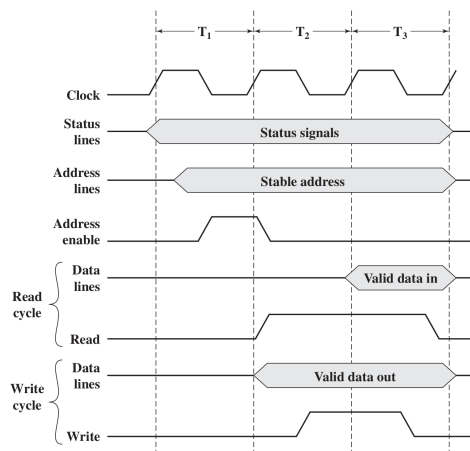 T1 T2 T3
Clock
Status
lines
Status signals
Address
lines
Stable address
Address
enable
Read
cycle
Data
lines
Valid data in
Read
Write
cycle
Data
lines
Valid data out
Write